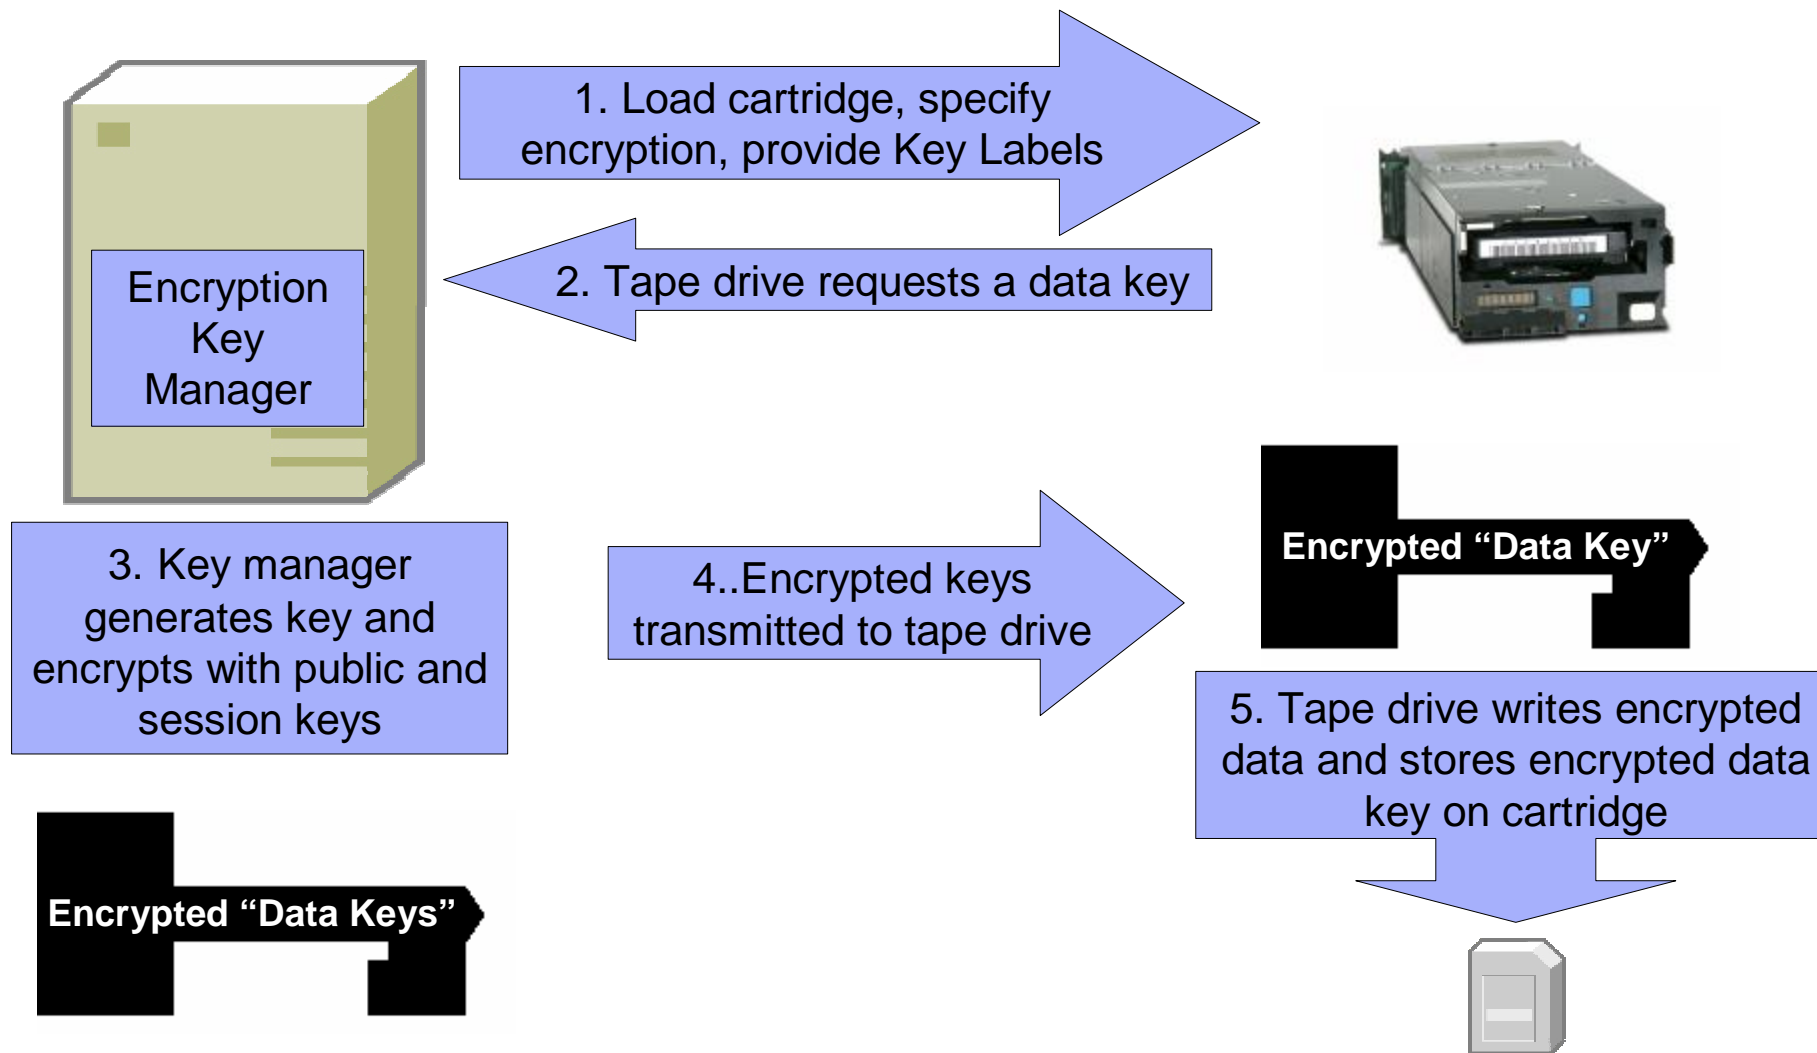 1. Load cartridge, specify
encryption, provide Key Labels
2. Tape drive requests a data key
Encryption
Key
Manager
3. Key manager
generates key and
encrypts with public and
session keys
4..Encrypted keys
transmitted to tape drive
Encrypted “Data Key”
5. Tape drive writes encrypted
data and stores encrypted data
key on cartridge
Encrypted “Data Keys”